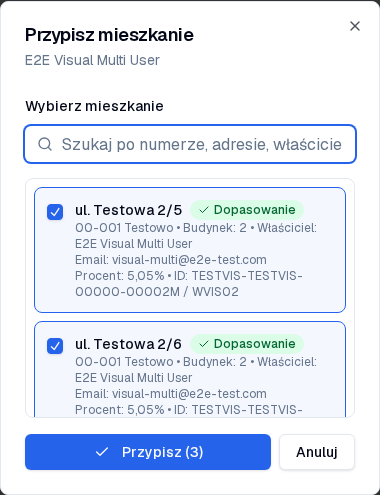 Przypisz mieszkanie
E2E Visual Multi User
Wybierz mieszkanie
Szukaj po numerze, adresie, właścicie
ul. Testowa 2/5 Dopasowanie
00-001 Testowo • Budynek: 2 • Właściciel:
E2E Visual Multi User
Email: visual-multi@e2e-test.com
Procent: 5,05% • ID: TESTVIS-TESTVIS-
00000-00002M / WVIS02
ul. Testowa 2/6 Dopasowanie
00-001 Testowo • Budynek: 2 • Właściciel:
E2E Visual Multi User
Email: visual-multi@e2e-test.com
Procent: 5,05% • ID: TESTVIS-TESTVIS-
Przypisz (3) Anuluj